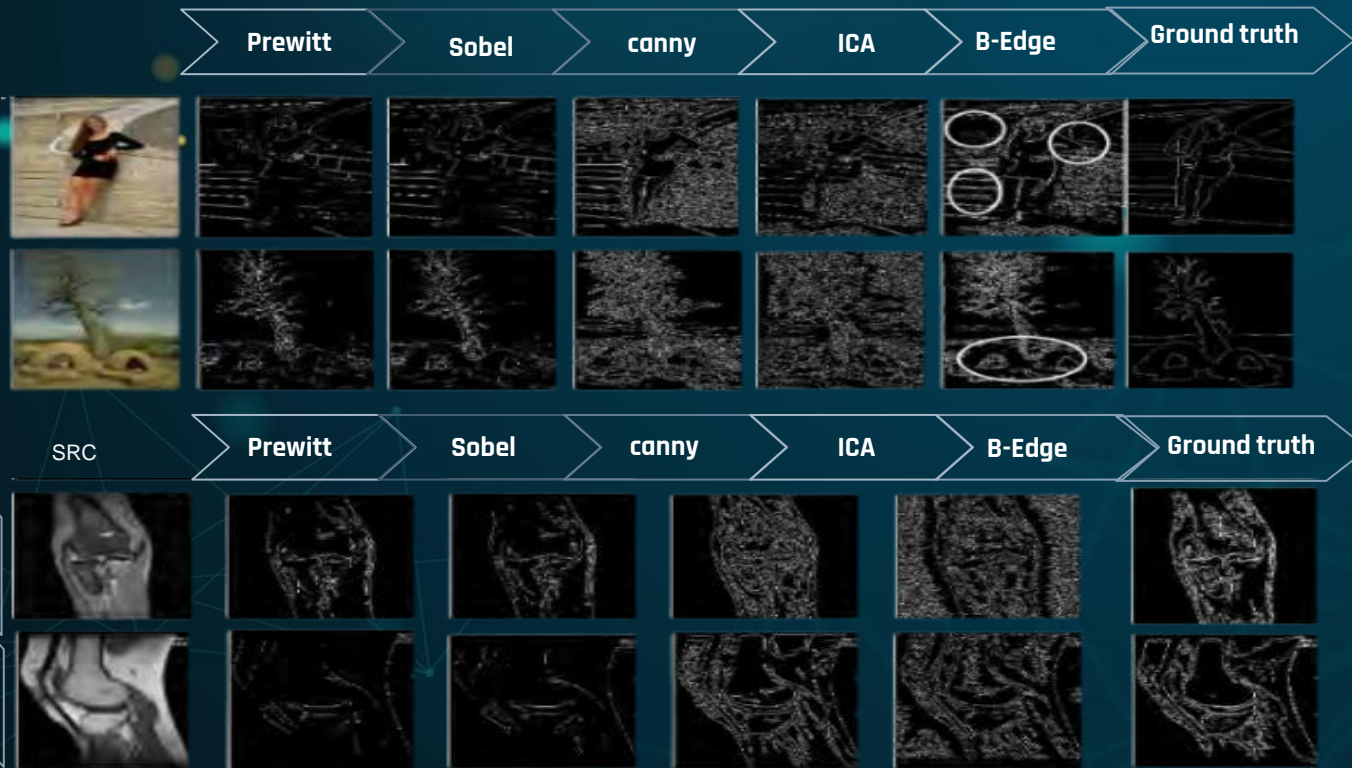 Prewitt
Sobel
canny
ICA
B-Edge
Ground truth
SRC
Prewitt
Sobel
canny
ICA
B-Edge
Ground truth